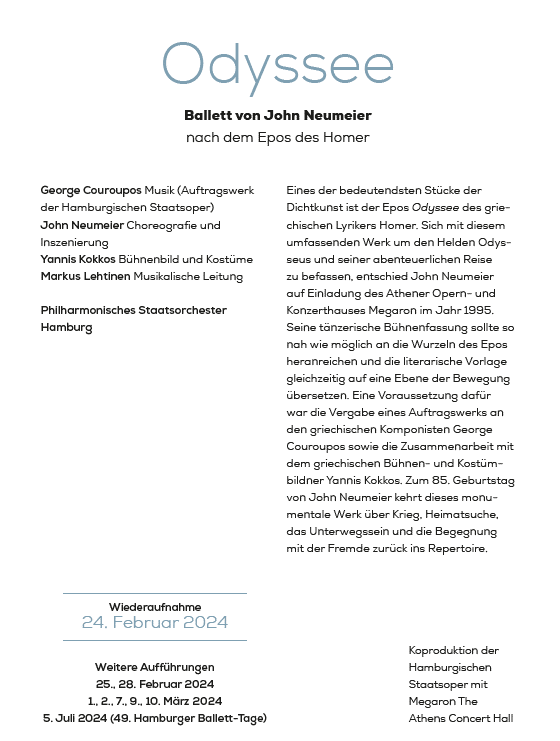 Odyssee
Ballett von John Neumeier
nach dem Epos des Homer
George Couroupos Musik (Auftragswerk
der Hamburgischen Staatsoper)
John Neumeier Choreografie und
Inszenierung
Yannis Kokkos Bühnenbild und Kostüme
Markus Lehtinen Musikalische Leitung
Philharmonisches Staatsorchester
Hamburg
Eines der bedeutendsten Stücke der
Dichtkunst ist der Epos Odyssee des grie-
chischen Lyrikers Homer. Sich mit diesem
umfassenden Werk um den Helden Odys-
seus und seiner abenteuerlichen Reise
zu befassen, entschied John Neumeier
auf Einladung des Athener Opern- und
Konzerthauses Megaron im Jahr 1995.
Seine tänzerische Bühnenfassung sollte so
nah wie möglich an die Wurzeln des Epos
heranreichen und die literarische Vorlage
gleichzeitig auf eine Ebene der Bewegung
übersetzen. Eine Voraussetzung dafür
war die Vergabe eines Auftragswerks an
den griechischen Komponisten George
Couroupos sowie die Zusammenarbeit mit
dem griechischen Bühnen- und Kostüm-
bildner Yannis Kokkos. Zum 85. Geburtstag
von John Neumeier kehrt dieses monu-
mentale Werk über Krieg, Heimatsuche,
das Unterwegssein und die Begegnung
mit der Fremde zurück ins Repertoire.
Wiederaufnahme
24. Februar 2024
Weitere Aufführungen
25., 28. Februar 2024
1., 2., 7., 9., 10. März 2024
5. Juli 2024 (49. Hamburger Ballett-Tage)
Koproduktion der
Hamburgischen
Staatsoper mit
Megaron The
Athens Concert Hall